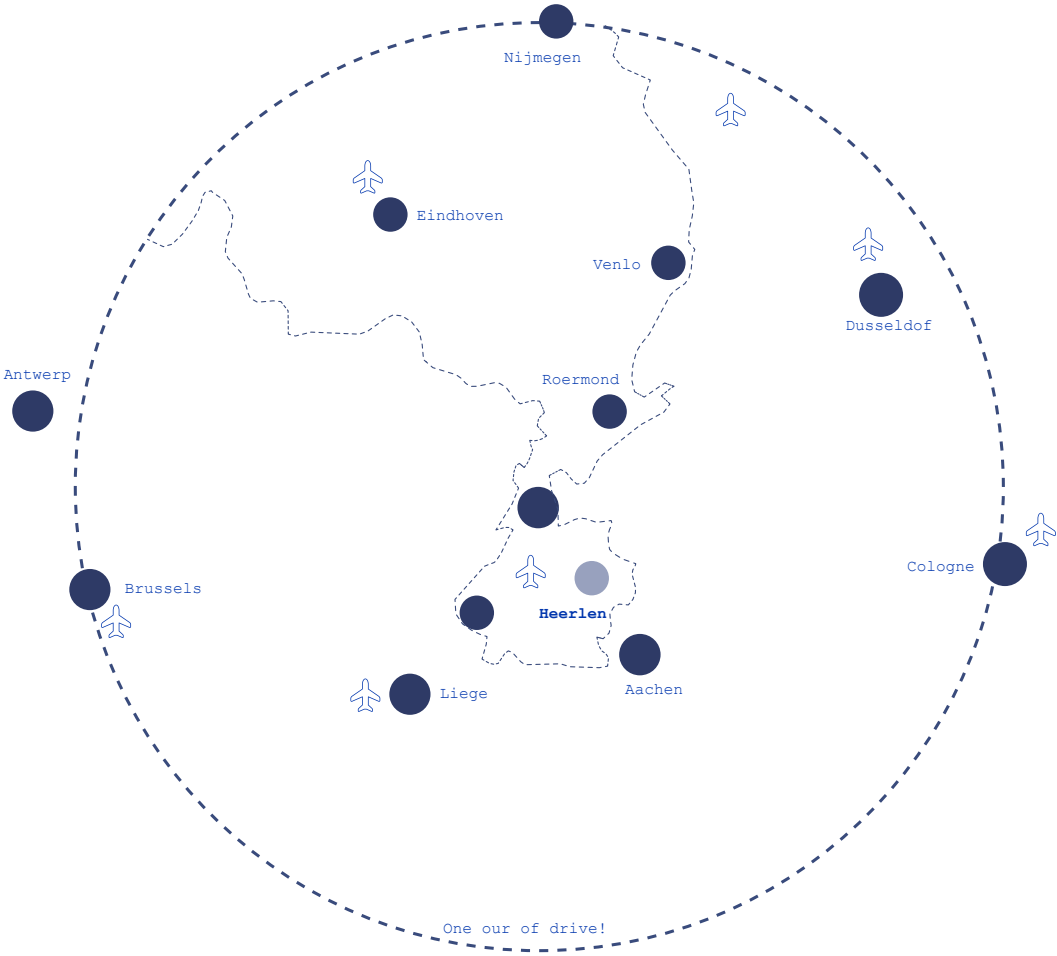 Nijmegen
Eindhoven
Venlo
Dusseldof
Antwerp
Roermond
Cologne
Brussels
Heerlen
Aachen
Liege
One our of drive!